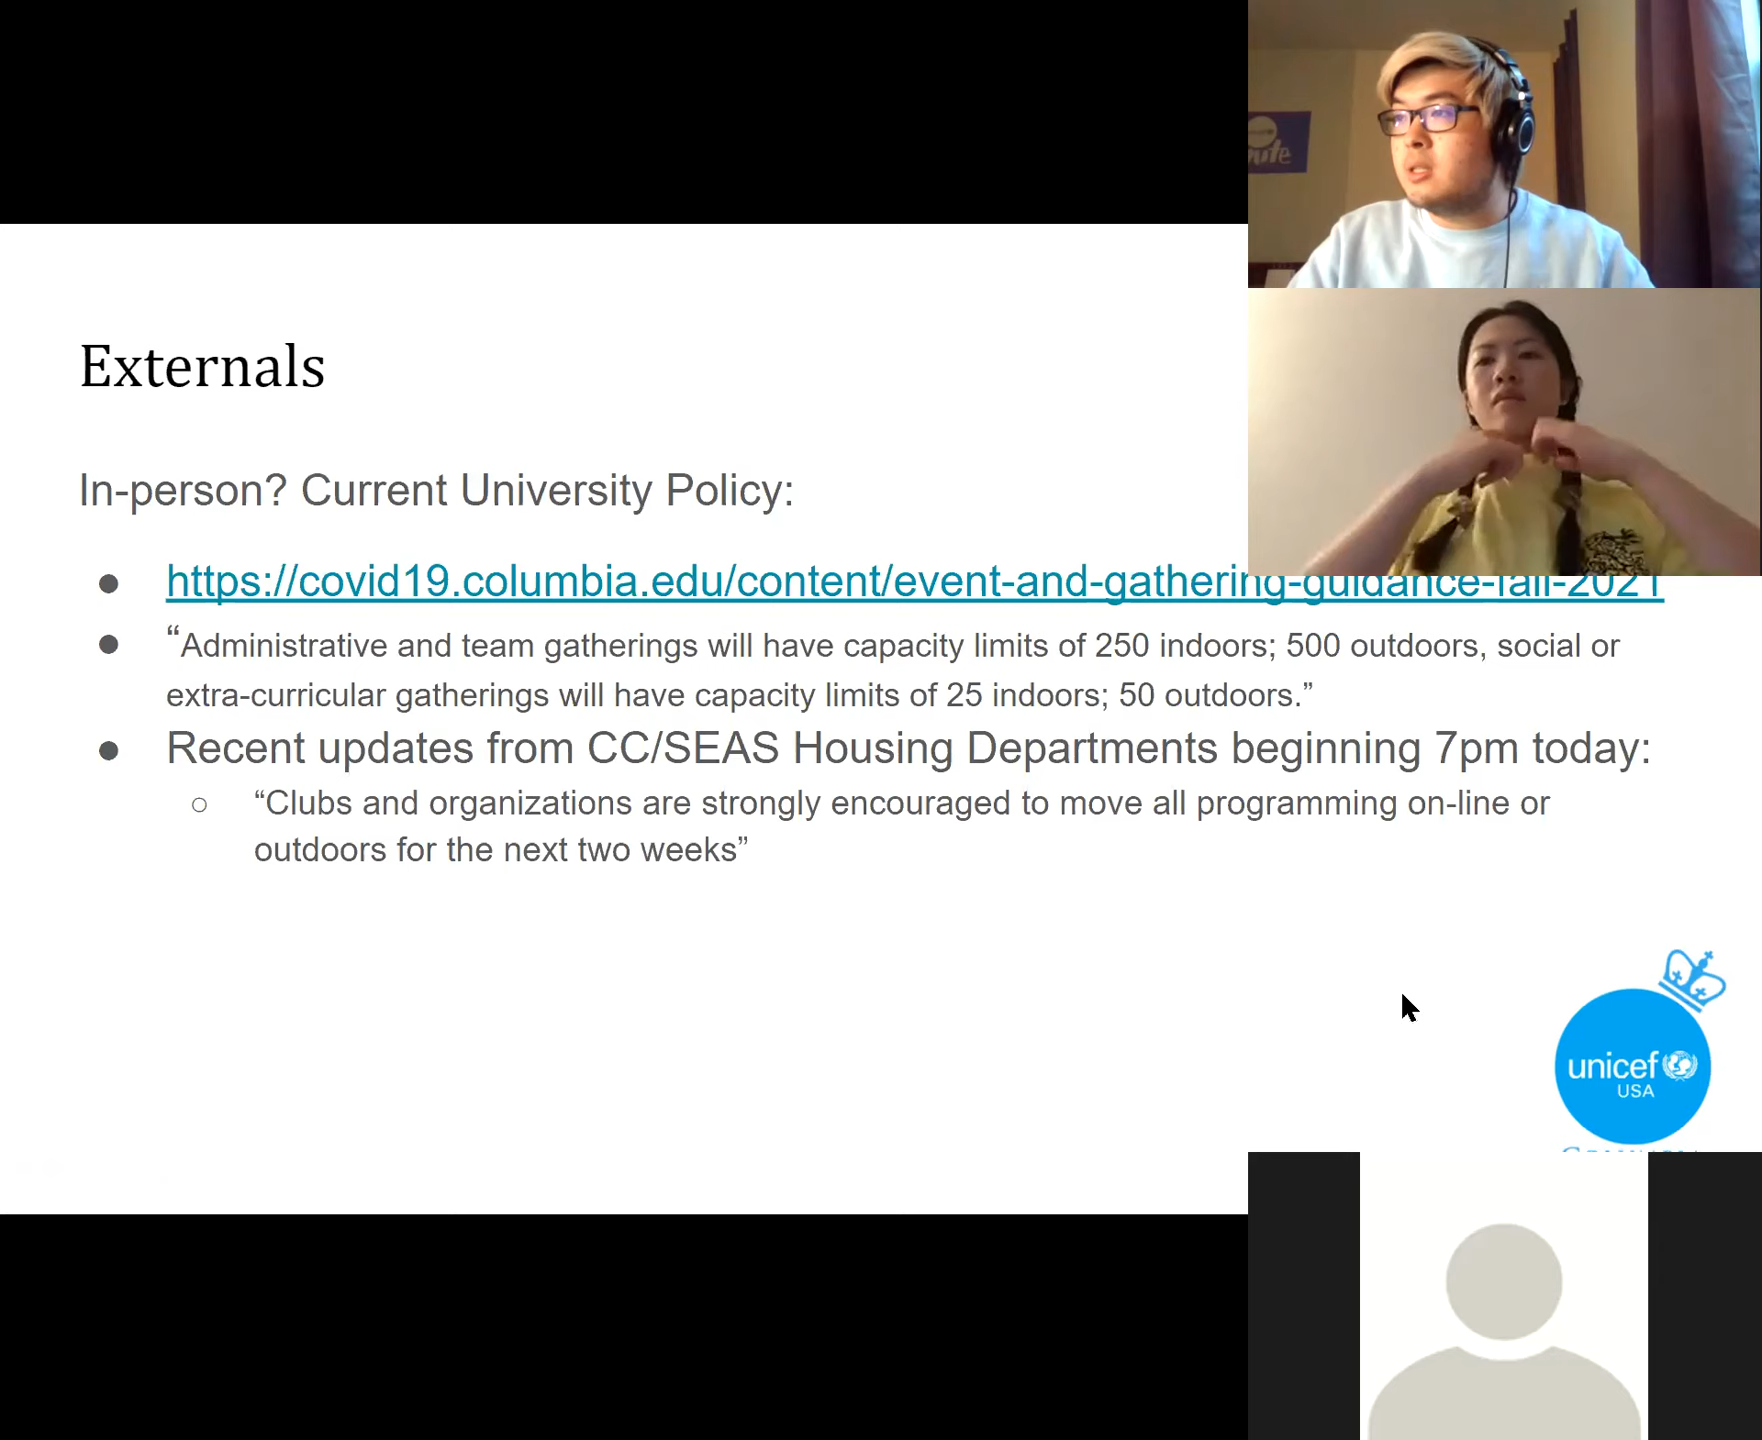 Externals
In-person? Current University Policy:
https://covid19.columbia.edu/content/event-and-gathering-guidance-fall-2021
“Administrative and team gatherings will have capacity limits of 250 indoors; 500 outdoors, social or
extra-curricular gatherings will have capacity limits of 25 indoors; 50 outdoors.”
Recent updates from CC/SEAS Housing Departments beginning 7pm today:
“Clubs and organizations are strongly encouraged to move all programming on-line or
outdoors for the next two weeks”
unicef
USA